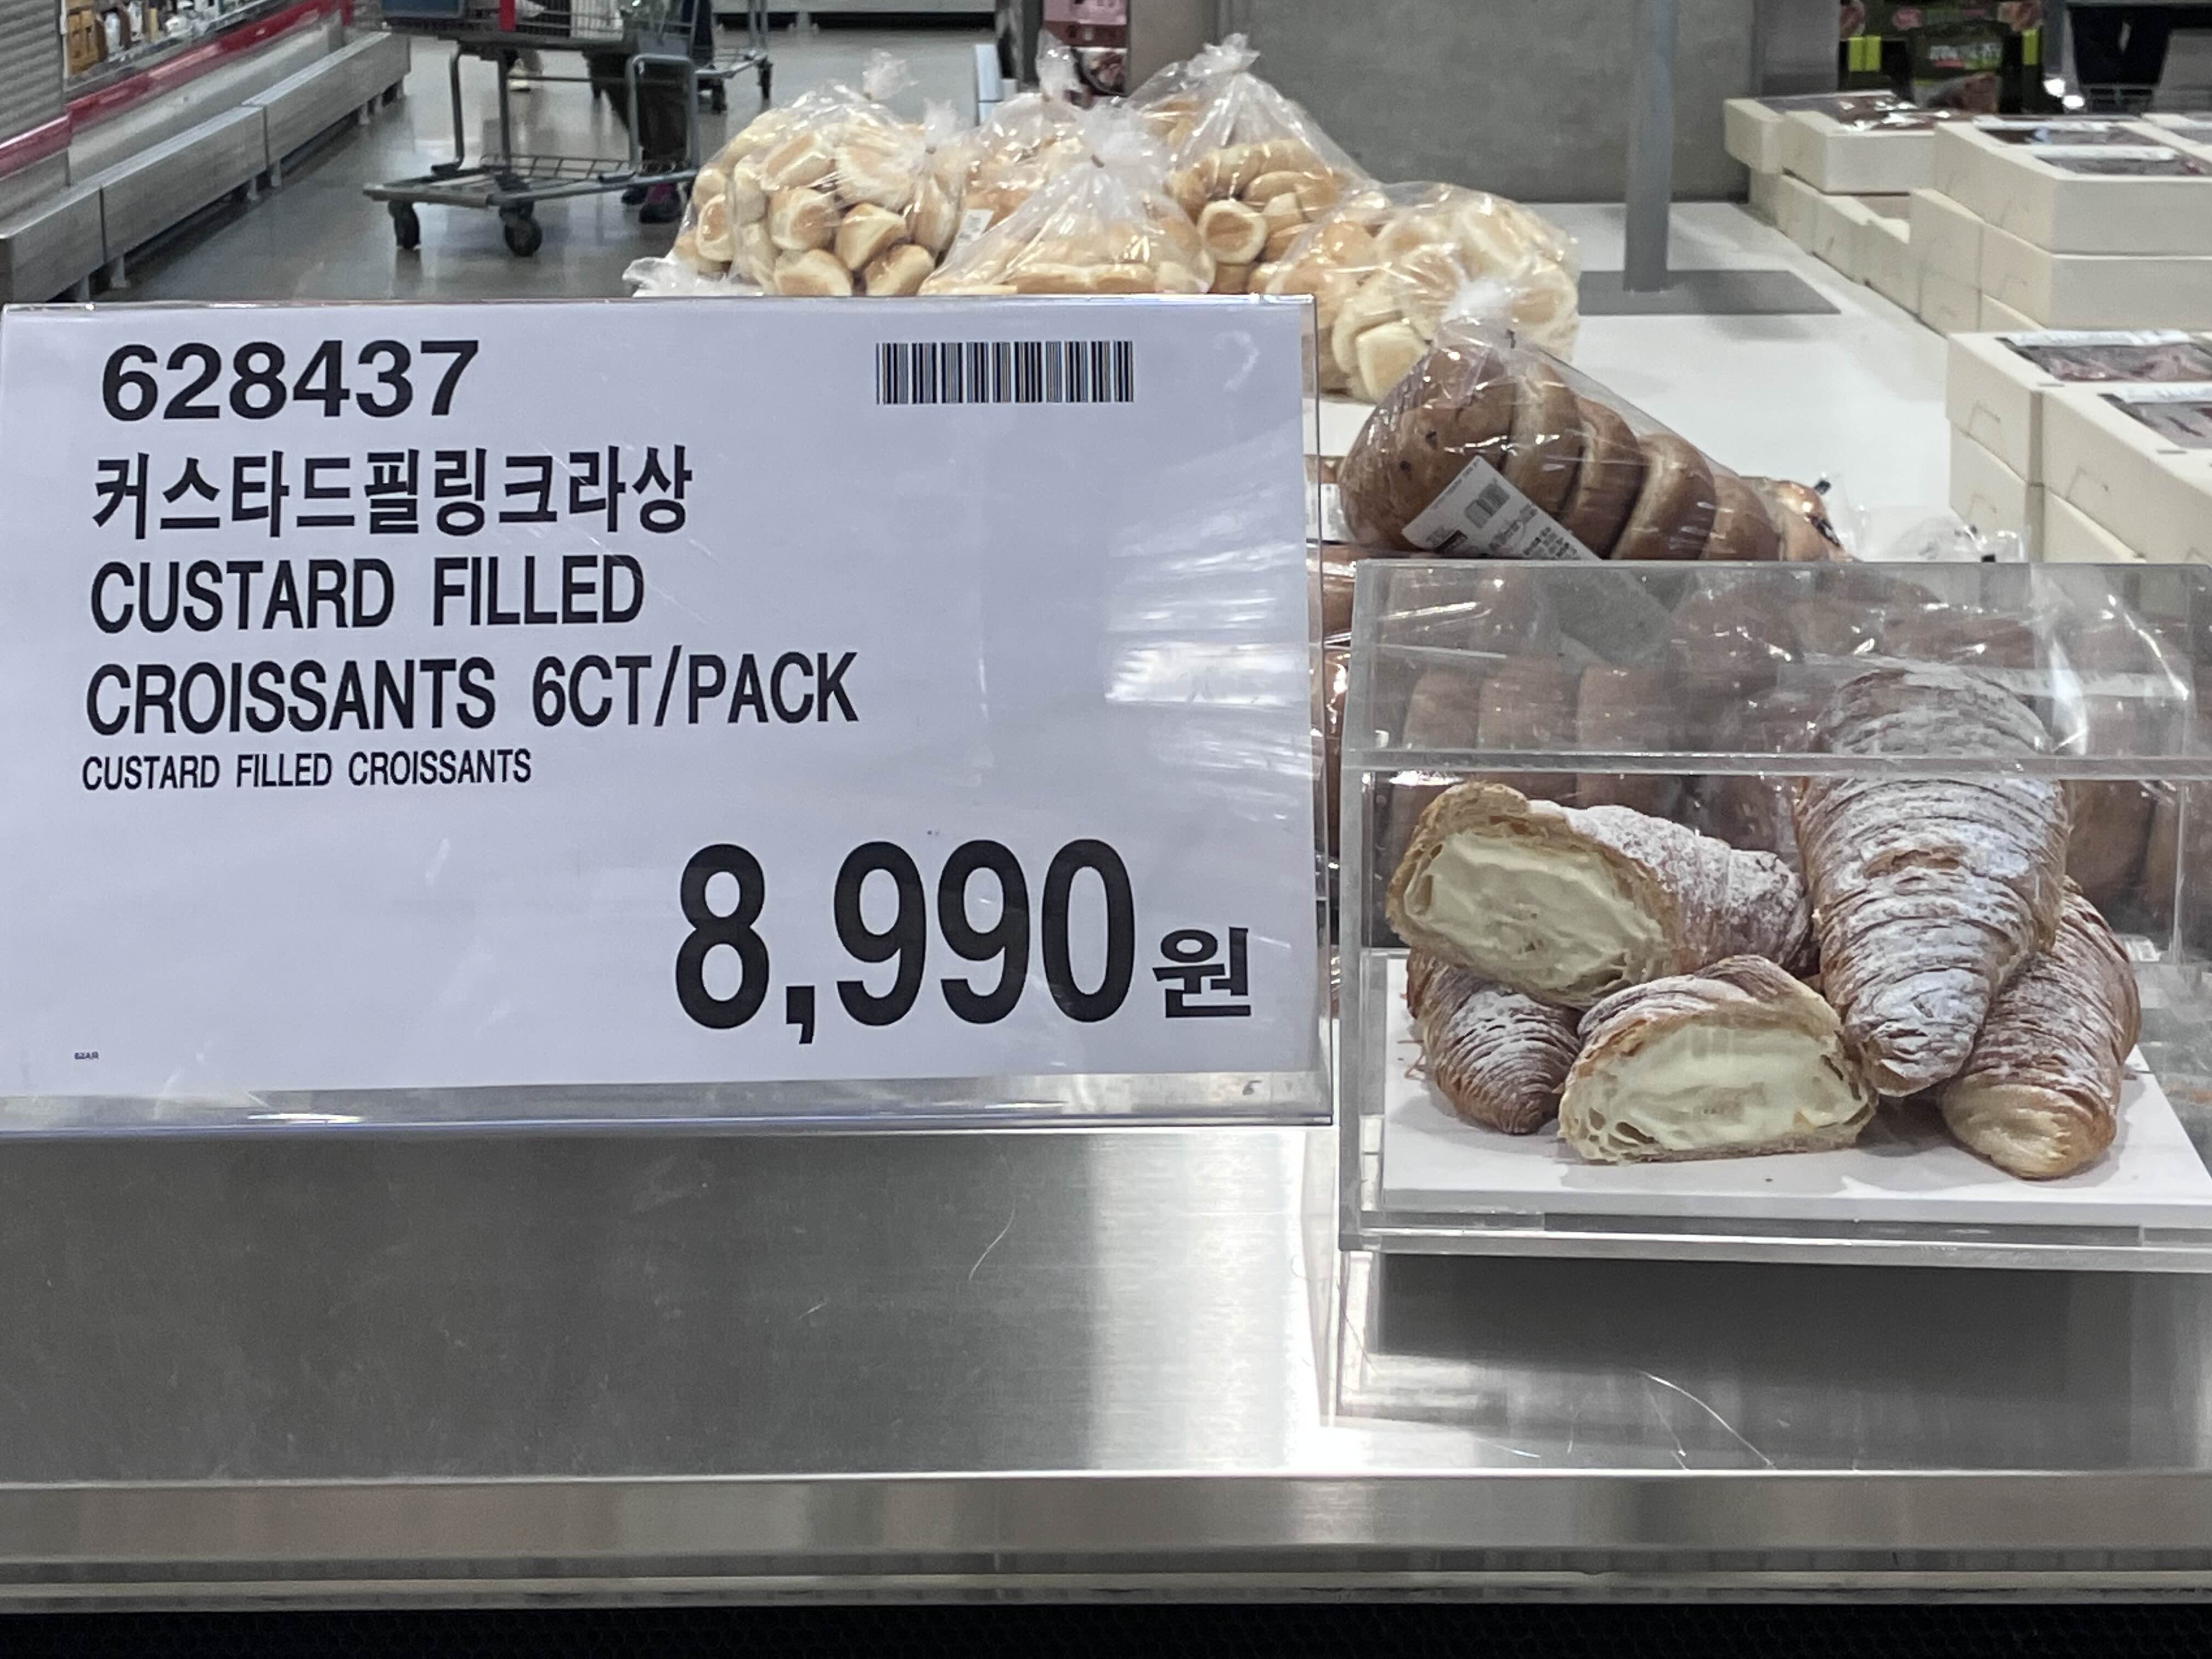 628437
커스타드필링크라상
CUSTARD FILLED
CROISSANTS 6CT/PACK
CUSTARD FILLED CROISSANTS
8,990원